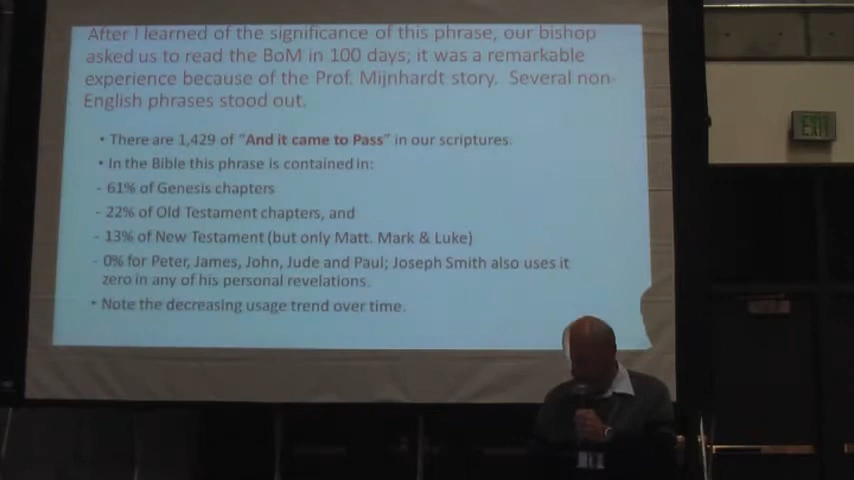 After I learned of the significance of this phrase, our bishop
asked us to read the BoM in 100 days; it was a remarkable
experience because of the Prof. Mijnhardt story. Several non-
English phrases stood out.
• There are 1,429 of "And it came to Pass" in our scriptures.
• In the Bible this phrase is contained in:
- 61% of Genesis chapters
- 22% of Old Testament chapters, and
- 13% of New Testament (but only Matt. Mark & Luke)
- 0% for Peter, James, John, Jude and Paul; Joseph Smith also uses it
zero in any of his personal revelations.
• Note the decreasing usage trend over time.
EXIT